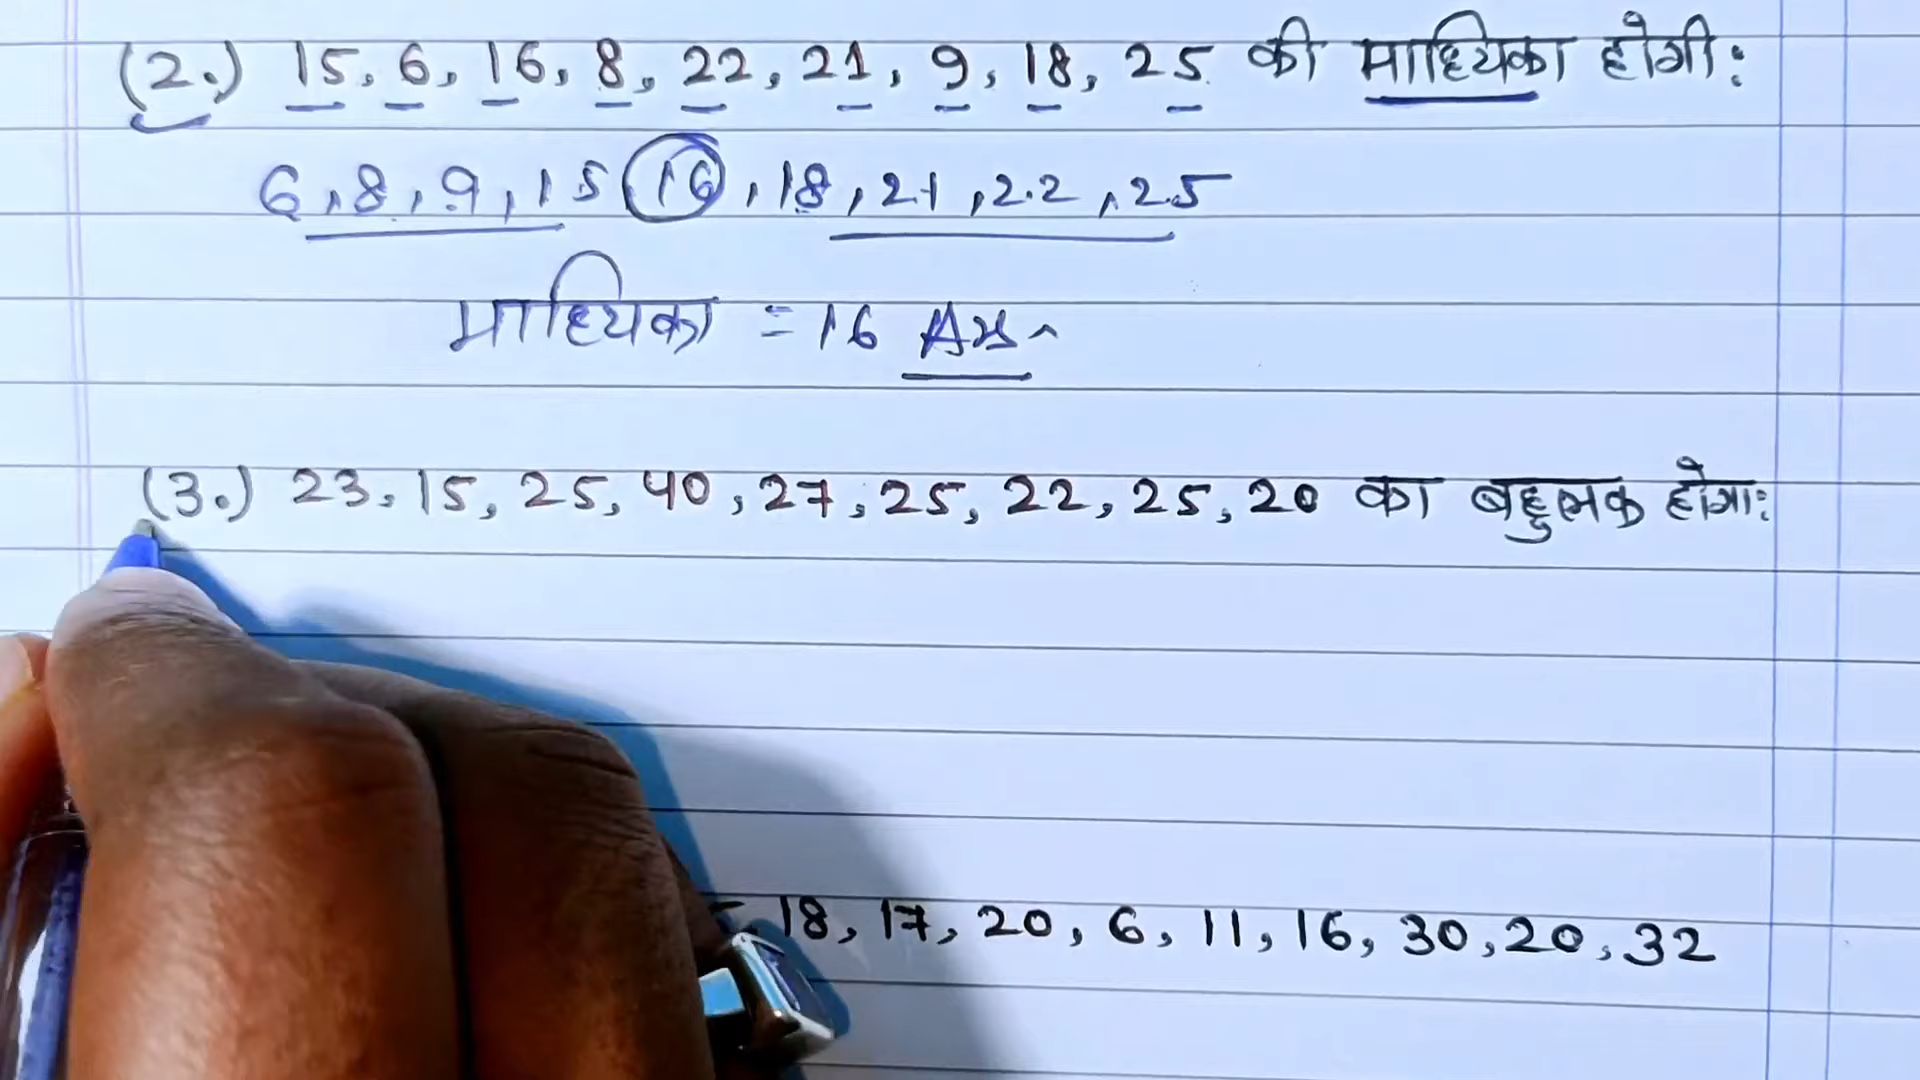 (2.) 15, 6, 16, 8, 22, 21, 9, 18, 25 की माध्यिका होगी:
6, 8, 9, 15 16, 18, 21, 22, 25
माध्यिका = 16 Ans
(3.) 23, 15, 25, 40, 27, 25, 22, 25, 20 का बहुलक होगा:
18, 17, 20, 6, 11, 16, 30, 20, 32